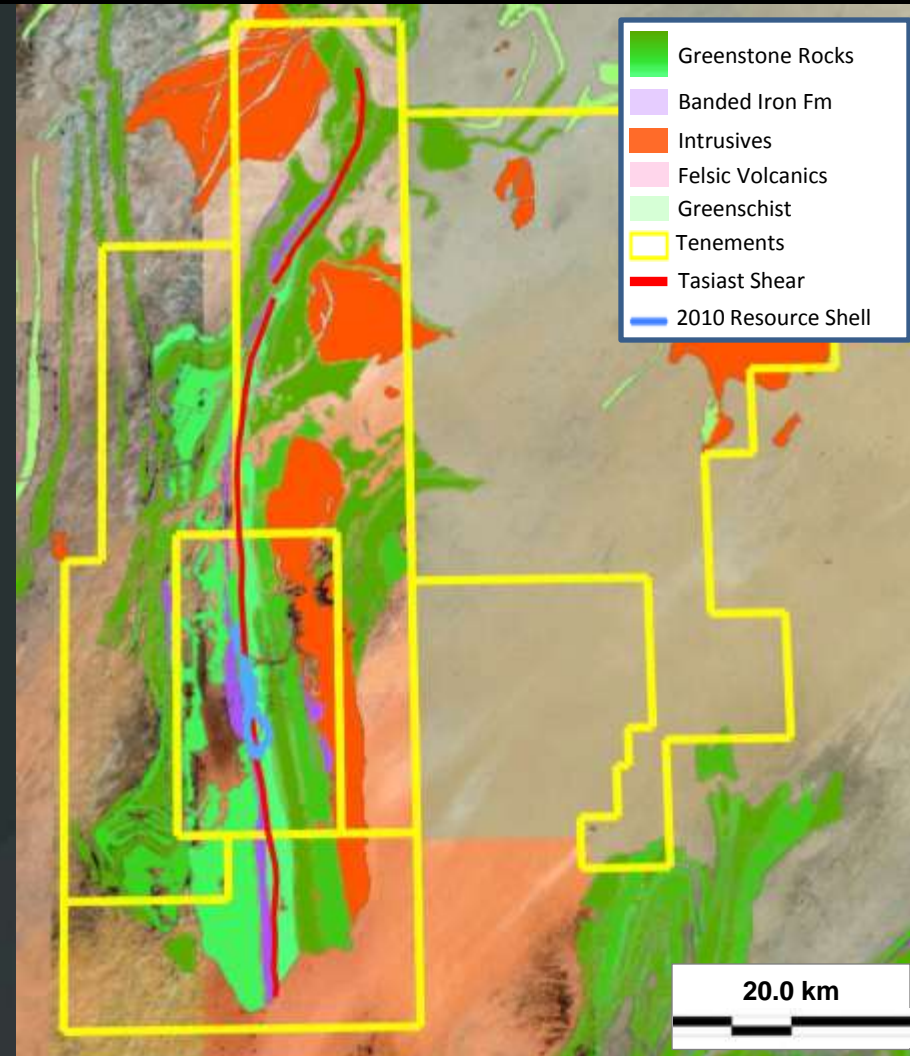 Greenstone Rocks
Banded Iron Fm
Intrusives
Felsic Volcanics
Greenschist
Tenements
Tasiast Shear
2010 Resource Shell
20.0 km